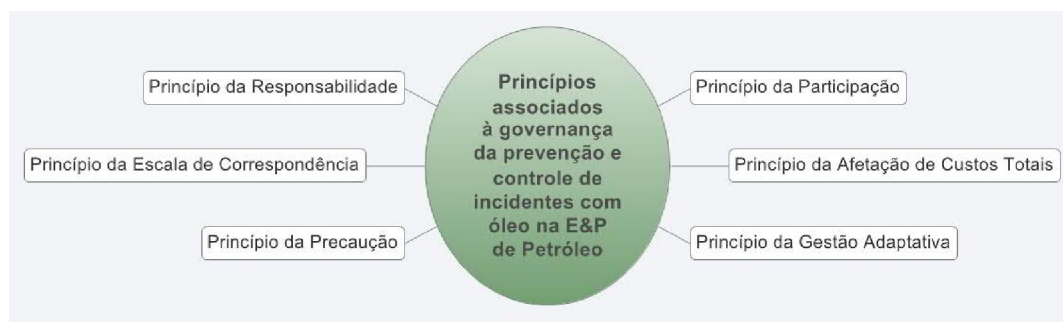 Princípio da Responsabilidade
Princípio da Escala de Correspondência
Princípio da Precaução
Princípios
associados
à governança
da prevenção e
controle de
incidentes com
óleo na E&P
de Petróleo
Princípio da Participação
Princípio da Afetação de Custos Totais
Princípio da Gestão Adaptativa